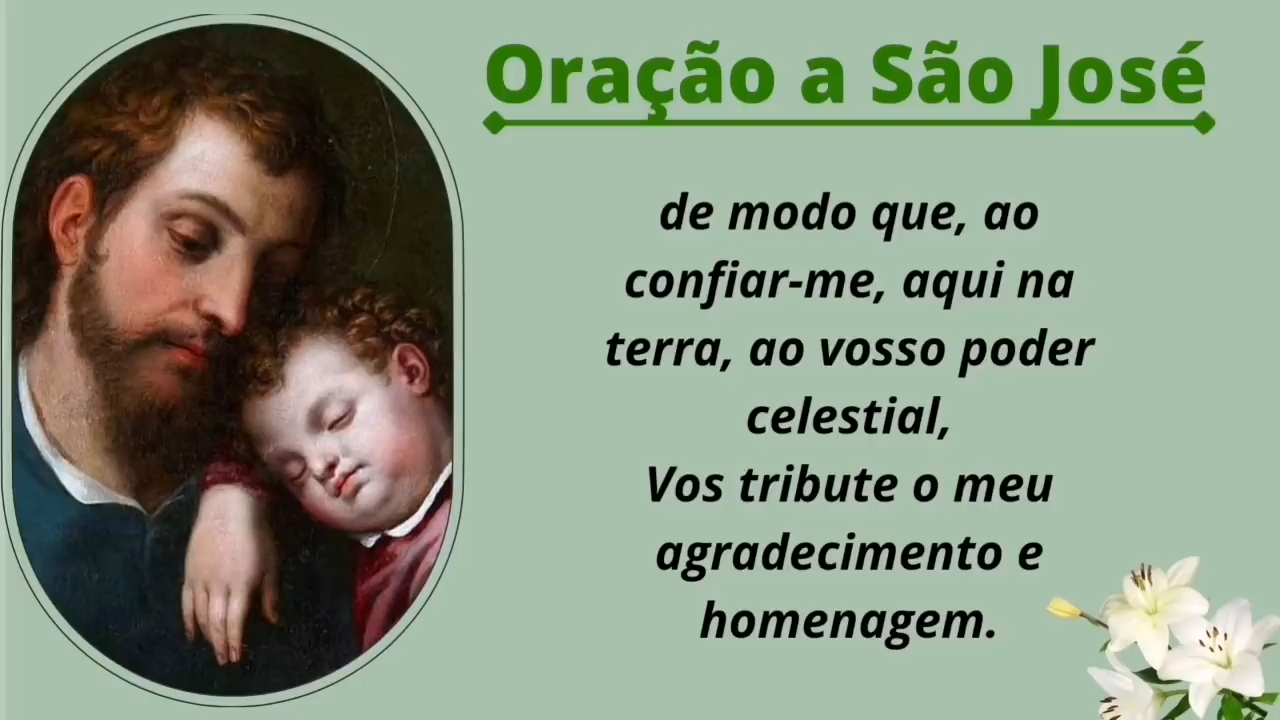 Oração a São José
de modo que, ao
confiar-me, aqui na
terra, ao vosso poder
celestial,
Vos tribute o meu
agradecimento e
homenagem.